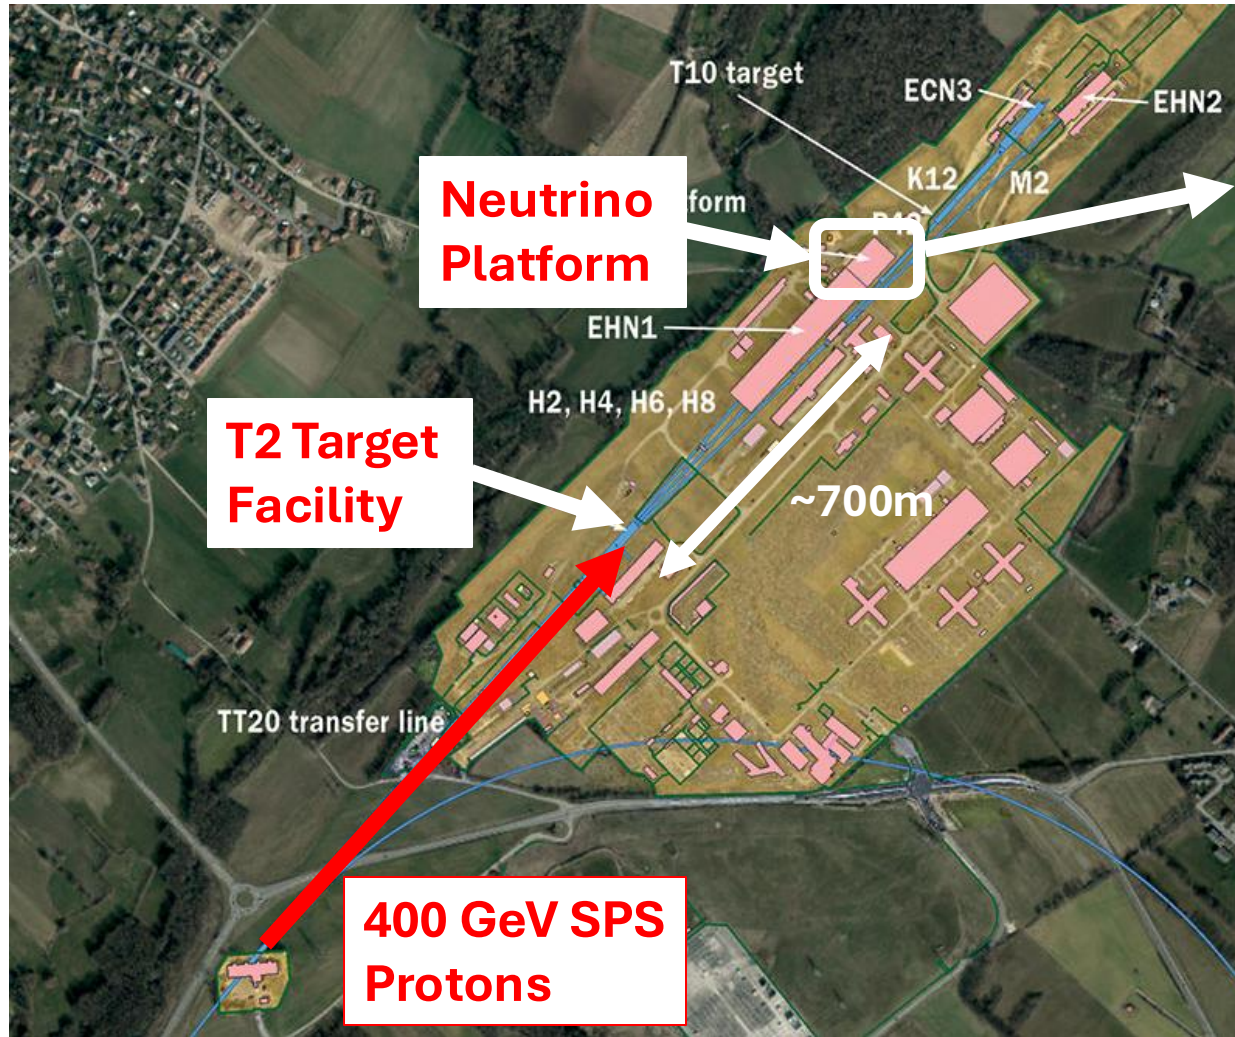 T10 target
ECN3
EHN2
K12
M2
Neutrino
Platform
form
P42
EHN1
H2, H4, H6, H8
T2 Target
Facility
~700m
TT20 transfer line
400 GeV SPS
Protons